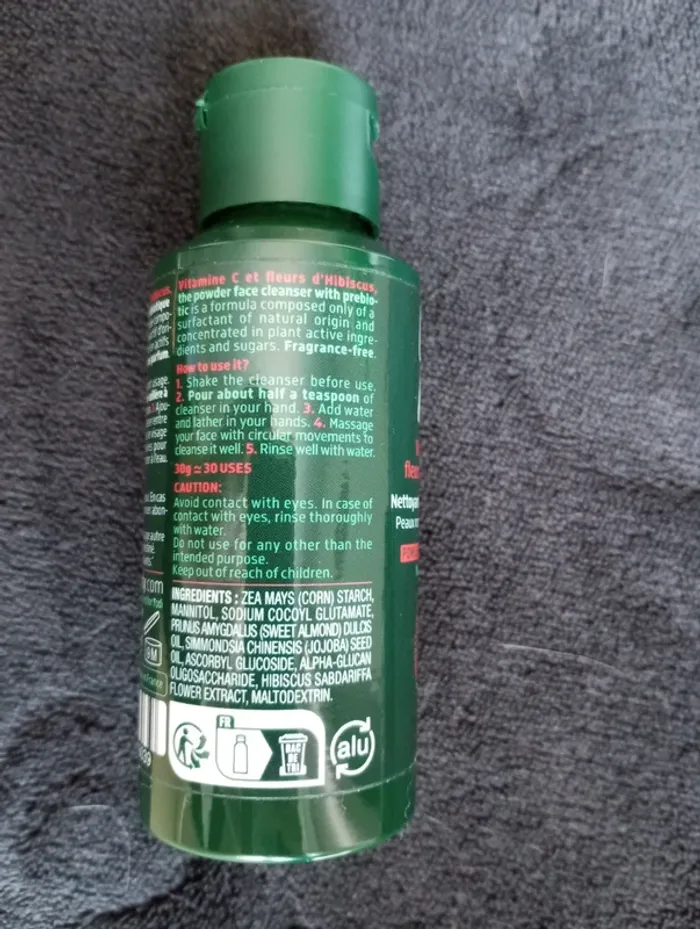 Vitamine C et fleurs d'Hibiscus,
the powder face cleanser with prebio-
tic is a formula composed only of a
surfactant of natural origin and
concentrated in plant active ingre-
dients and sugars. Fragrance-free.
How to use it?
1. Shake the cleanser before use.
2. Pour about half a teaspoon of
cleanser in your hand. 3. Add water
and lather in your hands. 4. Massage
your face with circular movements to
cleanse it well. 5. Rinse well with water.
30g ≃ 30 USES
CAUTION:
Avoid contact with eyes. In case of
contact with eyes, rinse thoroughly
with water.
Do not use for any other than the
intended purpose.
Keep out of reach of children.
INGREDIENTS : ZEA MAYS (CORN) STARCH,
MANNITOL, SODIUM COCOYL GLUTAMATE,
PRUNUS AMYGDALUS (SWEET ALMOND) DULCIS
OIL, SIMMONDSIA CHINENSIS (JOJOBA) SEED
OIL, ASCORBYL GLUCOSIDE, ALPHA-GLUCAN
OLIGOSACCHARIDE, HIBISCUS SABDARIFFA
FLOWER EXTRACT, MALTODEXTRIN.
FR
BAC
DE
TRI
alu
Nettoyan
Peaux